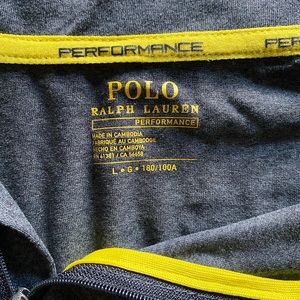 PERFORMANCE
PERFORMANCE
POLO
RALPH LAUREN
PERFORMANCE
MADE IN CAMBODIA
FABRIQUÉ AU CAMBODGE
HECHO EN CAMBOYA
L • G • 180/100A